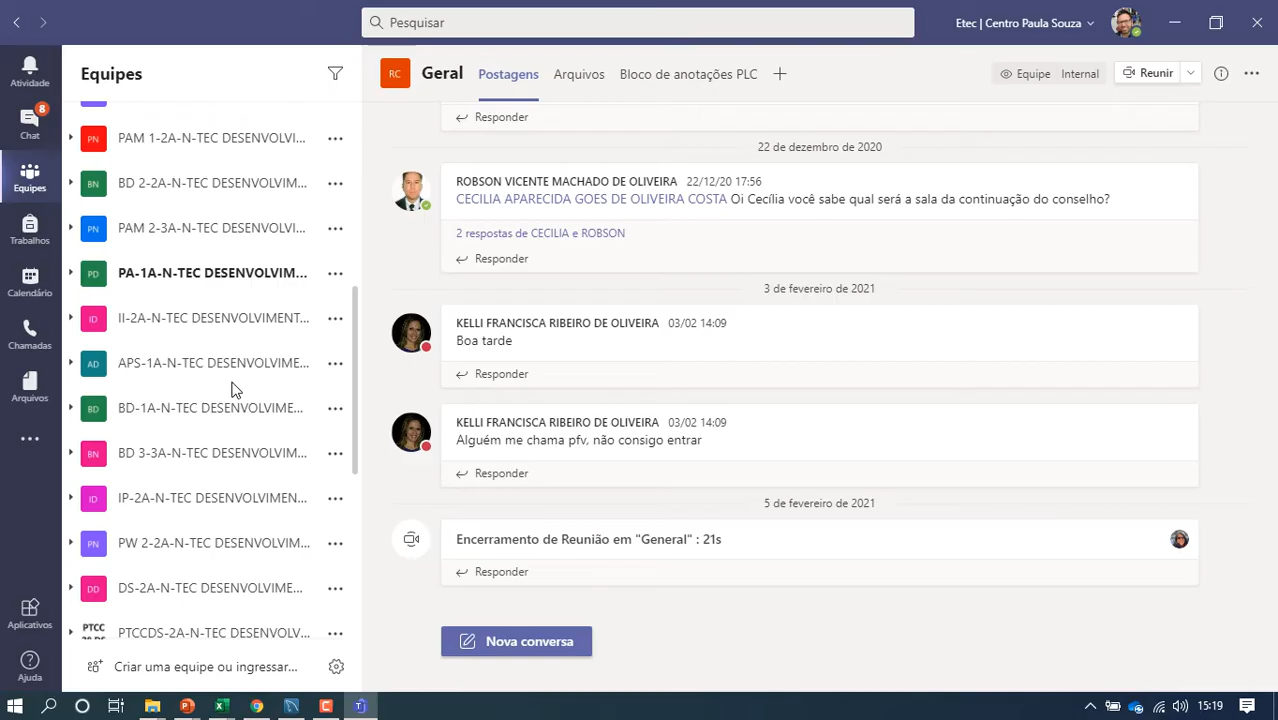 Pesquisar
Etec | Centro Paula Souza
Atividade
8
Chat
Equipes
Trabalhos
Calendário
Chamadas
Arquivos
Aplicativos
Ajuda
Equipes
PN PAM 1-2A-N-TEC DESENVOLVI...
BN BD 2-2A-N-TEC DESENVOLVIM...
PN PAM 2-3A-N-TEC DESENVOLVI...
PD PA-1A-N-TEC DESENVOLVIM...
ID II-2A-N-TEC DESENVOLVIMENT...
AD APS-1A-N-TEC DESENVOLVIME...
BD BD-1A-N-TEC DESENVOLVIME...
BN BD 3-3A-N-TEC DESENVOLVIM...
ID IP-2A-N-TEC DESENVOLVIMEN...
PN PW 2-2A-N-TEC DESENVOLVIM...
DD DS-2A-N-TEC DESENVOLVIME...
PTCC PTCCDS-2A-N-TEC DESENVOLV...
Criar uma equipe ou ingressar...
RC Geral Postagens Arquivos Bloco de anotações PLC
Equipe Internal Reunir
Responder
22 de dezembro de 2020
ROBSON VICENTE MACHADO DE OLIVEIRA 22/12/20 17:56
CECILIA APARECIDA GOES DE OLIVEIRA COSTA Oi Cecília você sabe qual será a sala da continuação do conselho?
2 respostas de CECILIA e ROBSON
Responder
3 de fevereiro de 2021
KELLI FRANCISCA RIBEIRO DE OLIVEIRA 03/02 14:09
Boa tarde
Responder
KELLI FRANCISCA RIBEIRO DE OLIVEIRA 03/02 14:09
Alguém me chama pfv, não consigo entrar
Responder
5 de fevereiro de 2021
Encerramento de Reunião em "General" : 21s
Responder
Nova conversa
15:19